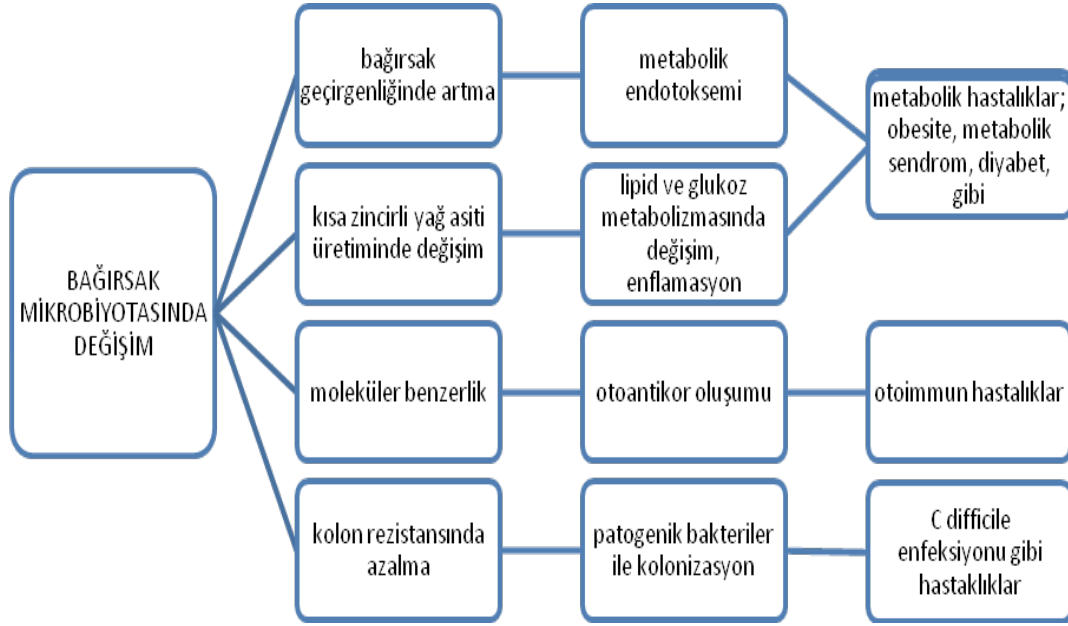 BAĞIRSAK
MİKROBİYOTASINDA
DEĞİŞİM
bağırsak
geçirgenliğinde artma
metabolik
endotoksemi
metabolik hastalıklar;
obesite, metabolik
sendrom, diyabet,
gibi
kısa zincirli yağ asiti
üretiminde değişim
lipid ve glukoz
metabolizmasında
değişim,
enflamasyon
moleküler benzerlik
otoantikor oluşumu
otoimmun hastalıklar
kolon rezistansında
azalma
patogenik bakteriler
ile kolonizasyon
C difficile
enfeksiyonu gibi
hastaklıklar